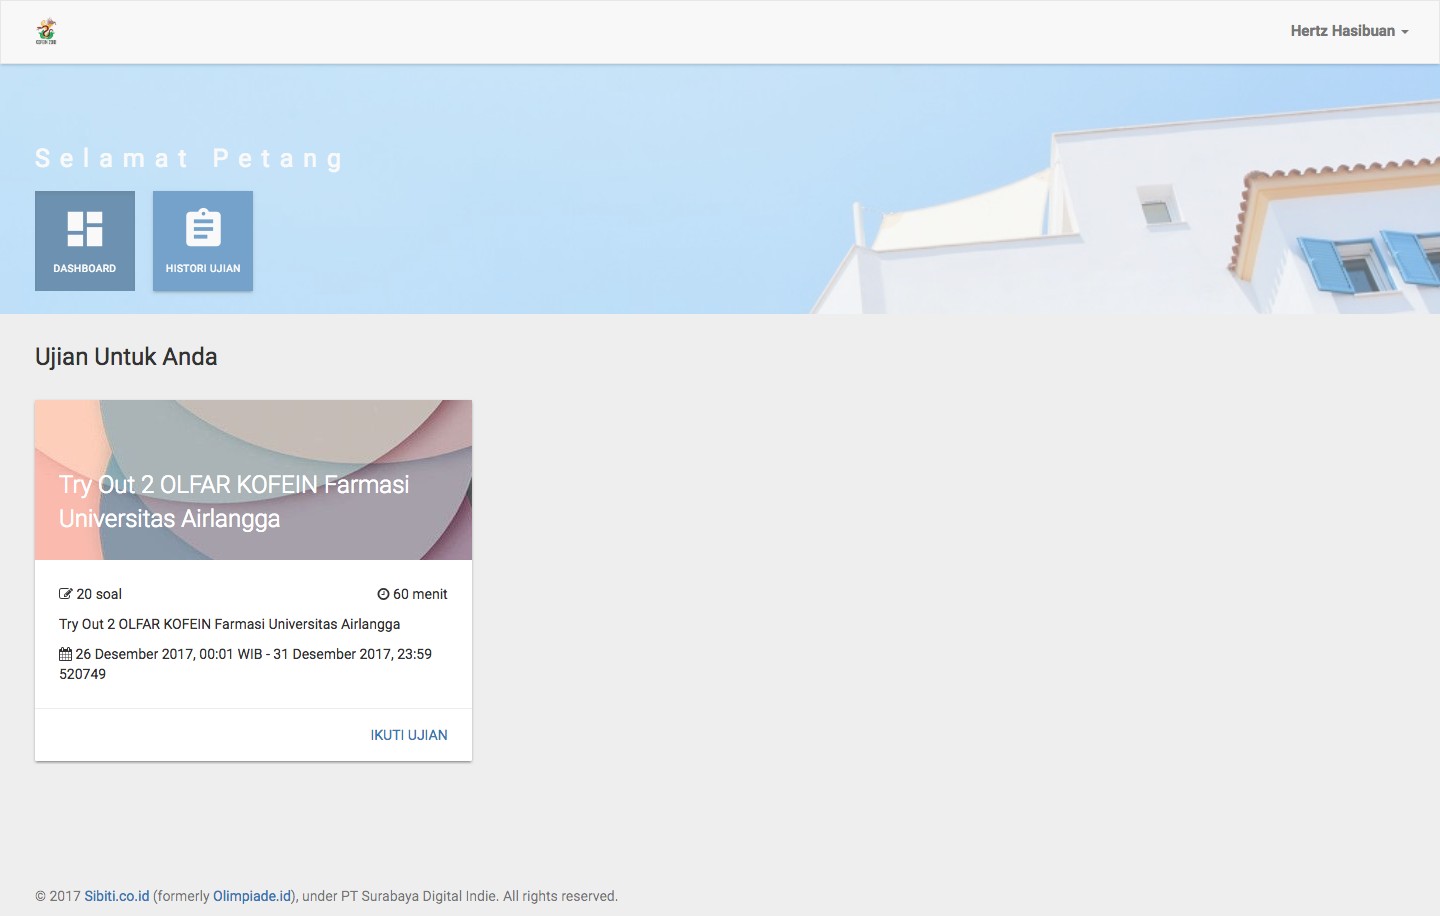 Hertz Hasibuan
Selamat Petang
DASHBOARD
HISTORI UJIAN
Ujian Untuk Anda
Try Out 2 OLFAR KOFEIN Farmasi
Universitas Airlangga
20 soal
60 menit
Try Out 2 OLFAR KOFEIN Farmasi Universitas Airlangga
26 Desember 2017, 00:01 WIB - 31 Desember 2017, 23:59
520749
IKUTI UJIAN
© 2017 Sibiti.co.id (formerly Olimpiade.id), under PT Surabaya Digital Indie. All rights reserved.